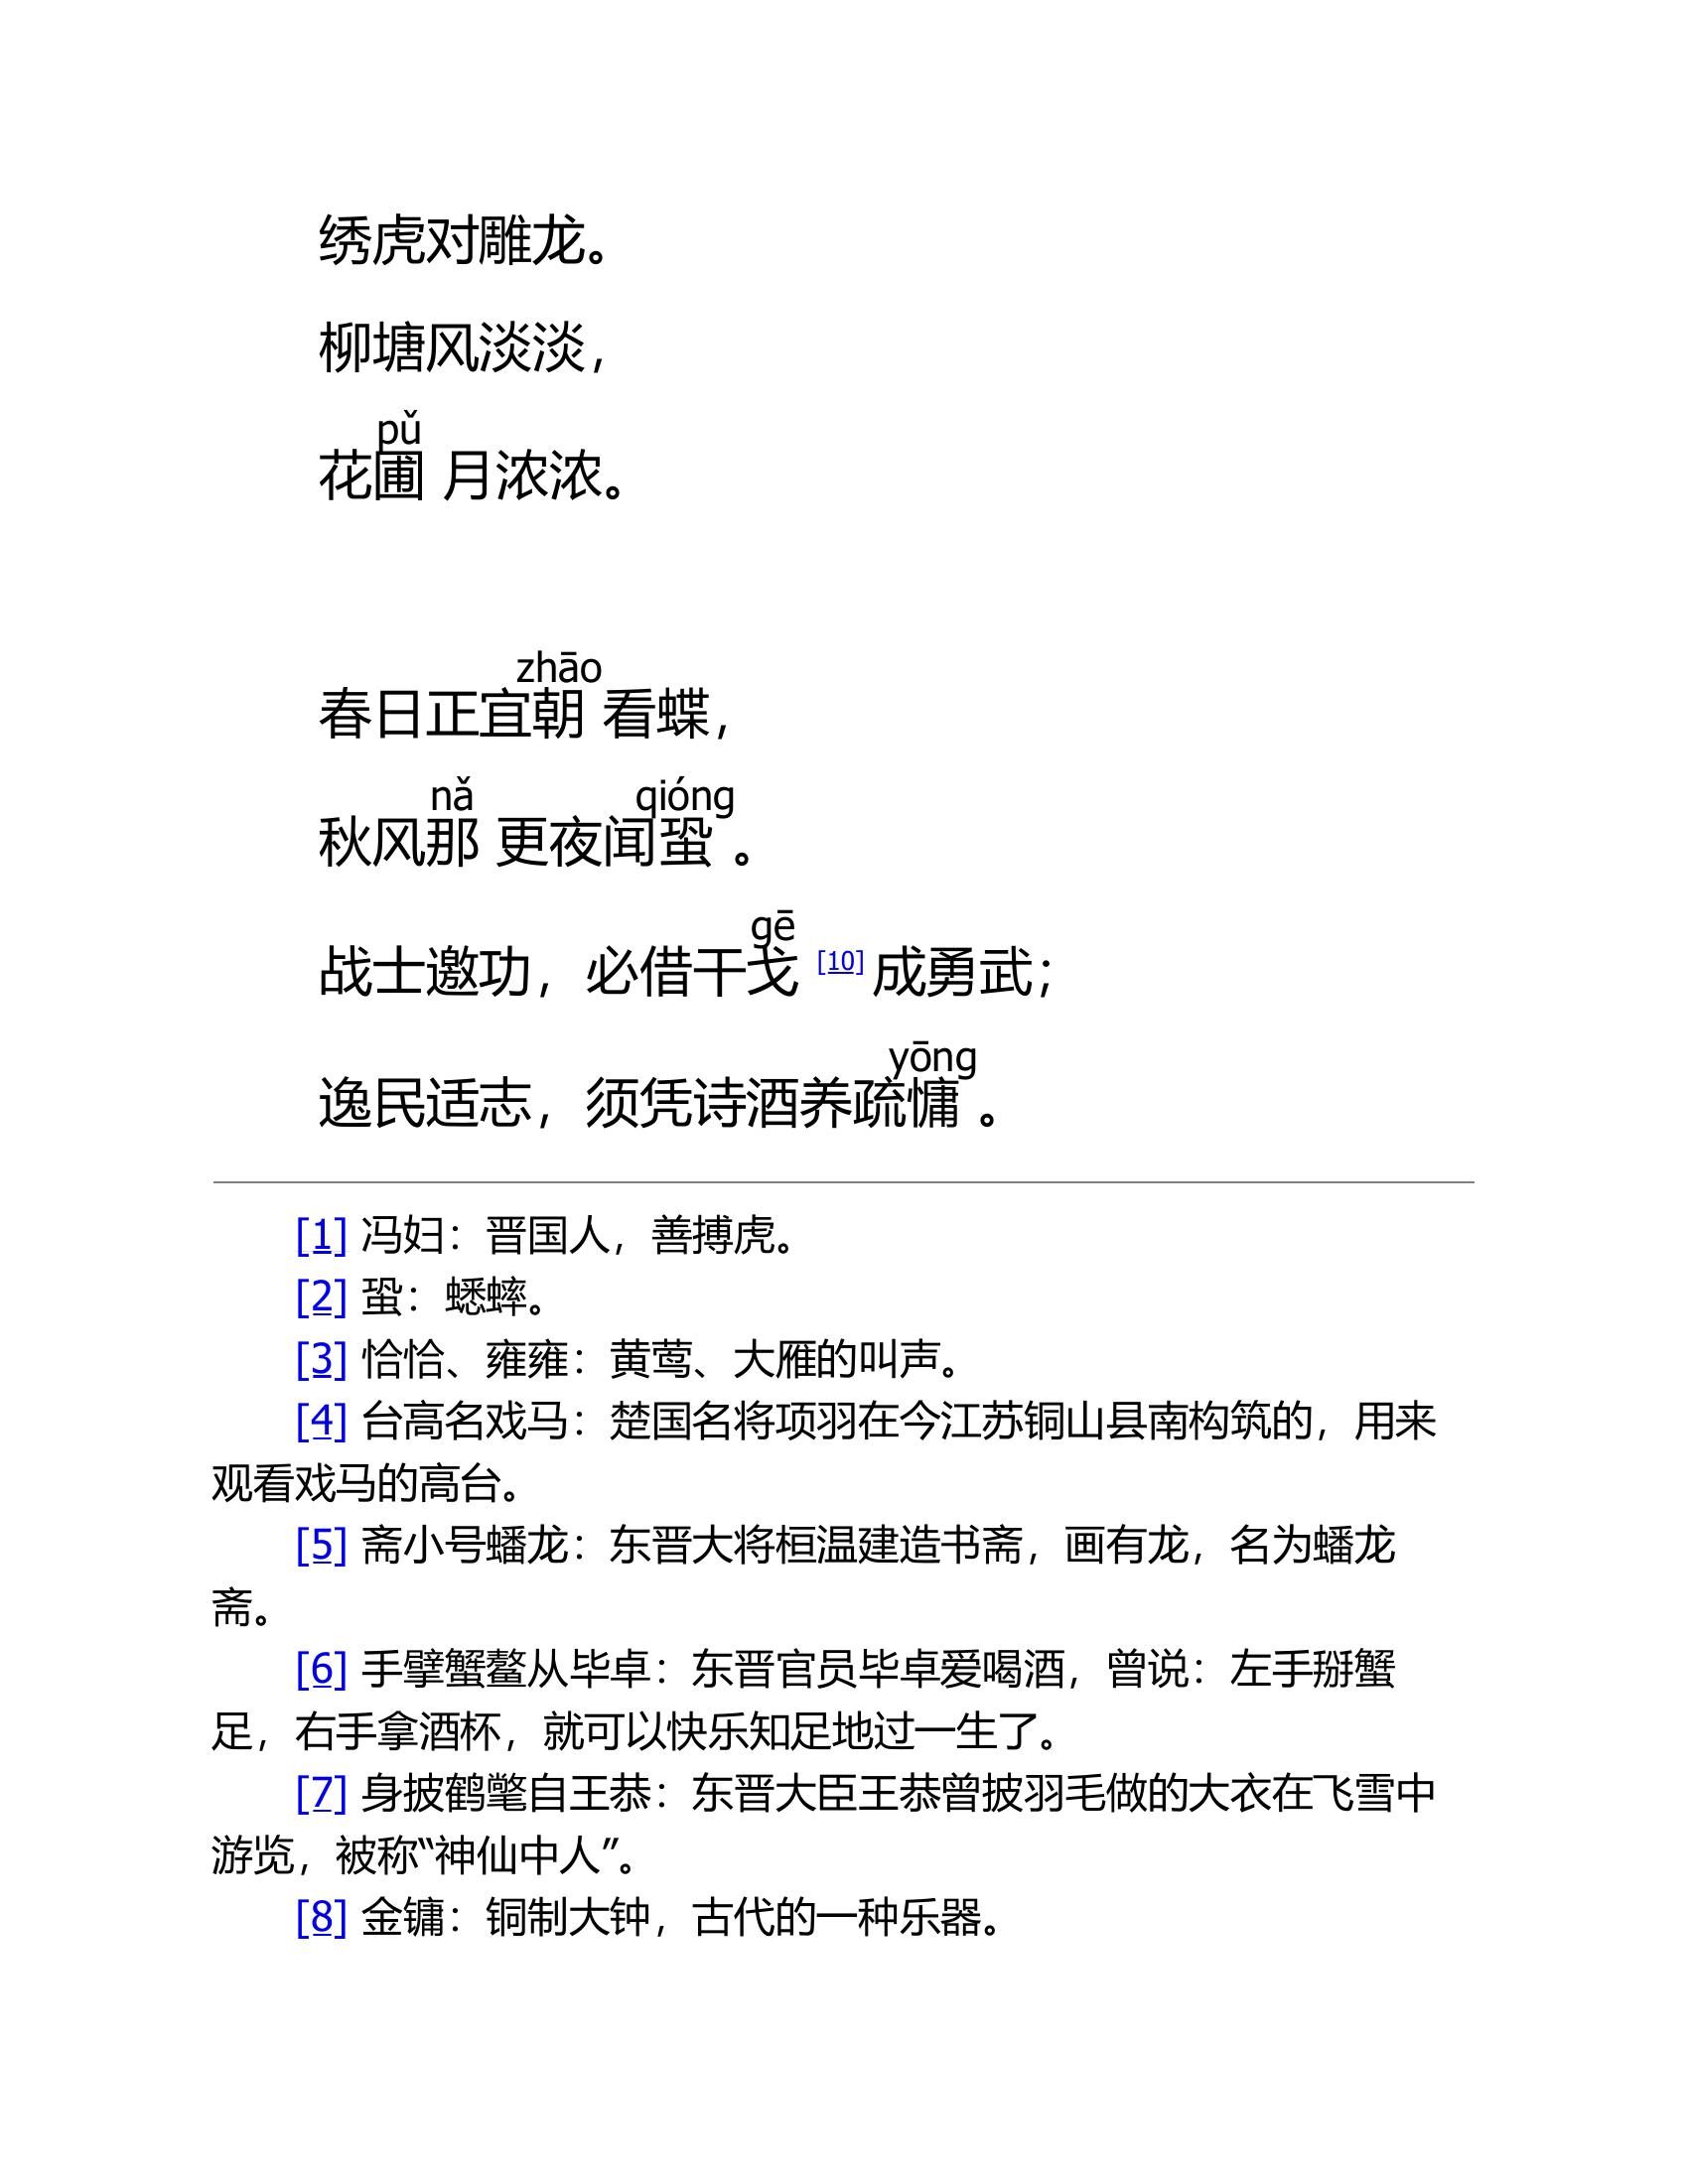 绣虎对雕龙。
柳塘风淡淡，
pǔ
花圃 月浓浓。
zhāo
春日正宜朝 看蝶，
nǎ qióng
秋风那 更夜闻蛩 。
gē
战士邀功，必借干戈 [10] 成勇武；
yōng
逸民适志，须凭诗酒养疏慵 。
[1] 冯妇：晋国人，善搏虎。
[2] 蛩：蟋蟀。
[3] 恰恰、雍雍：黄莺、大雁的叫声。
[4] 台高名戏马：楚国名将项羽在今江苏铜山县南构筑的，用来
观看戏马的高台。
[5] 斋小号蟠龙：东晋大将桓温建造书斋，画有龙，名为蟠龙
斋。
[6] 手擘蟹鳌从毕卓：东晋官员毕卓爱喝酒，曾说：左手掰蟹
足，右手拿酒杯，就可以快乐知足地过一生了。
[7] 身披鹤氅自王恭：东晋大臣王恭曾披羽毛做的大衣在飞雪中
游览，被称“神仙中人”。
[8] 金镛：铜制大钟，古代的一种乐器。